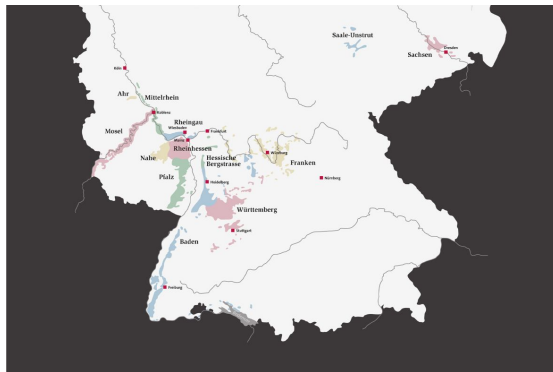 Saale-Unstrut
Dresden
Sachsen
Köln
Ahr
Mittelrhein
Koblenz
Mosel
Rheingau
Wiesbaden
Frankfurt
Mainz
Rheinhessen
Nahe
Hessische
Bergstrasse
Würzburg
Franken
Pfalz
Heidelberg
Nürnberg
Württemberg
Stuttgart
Baden
Freiburg